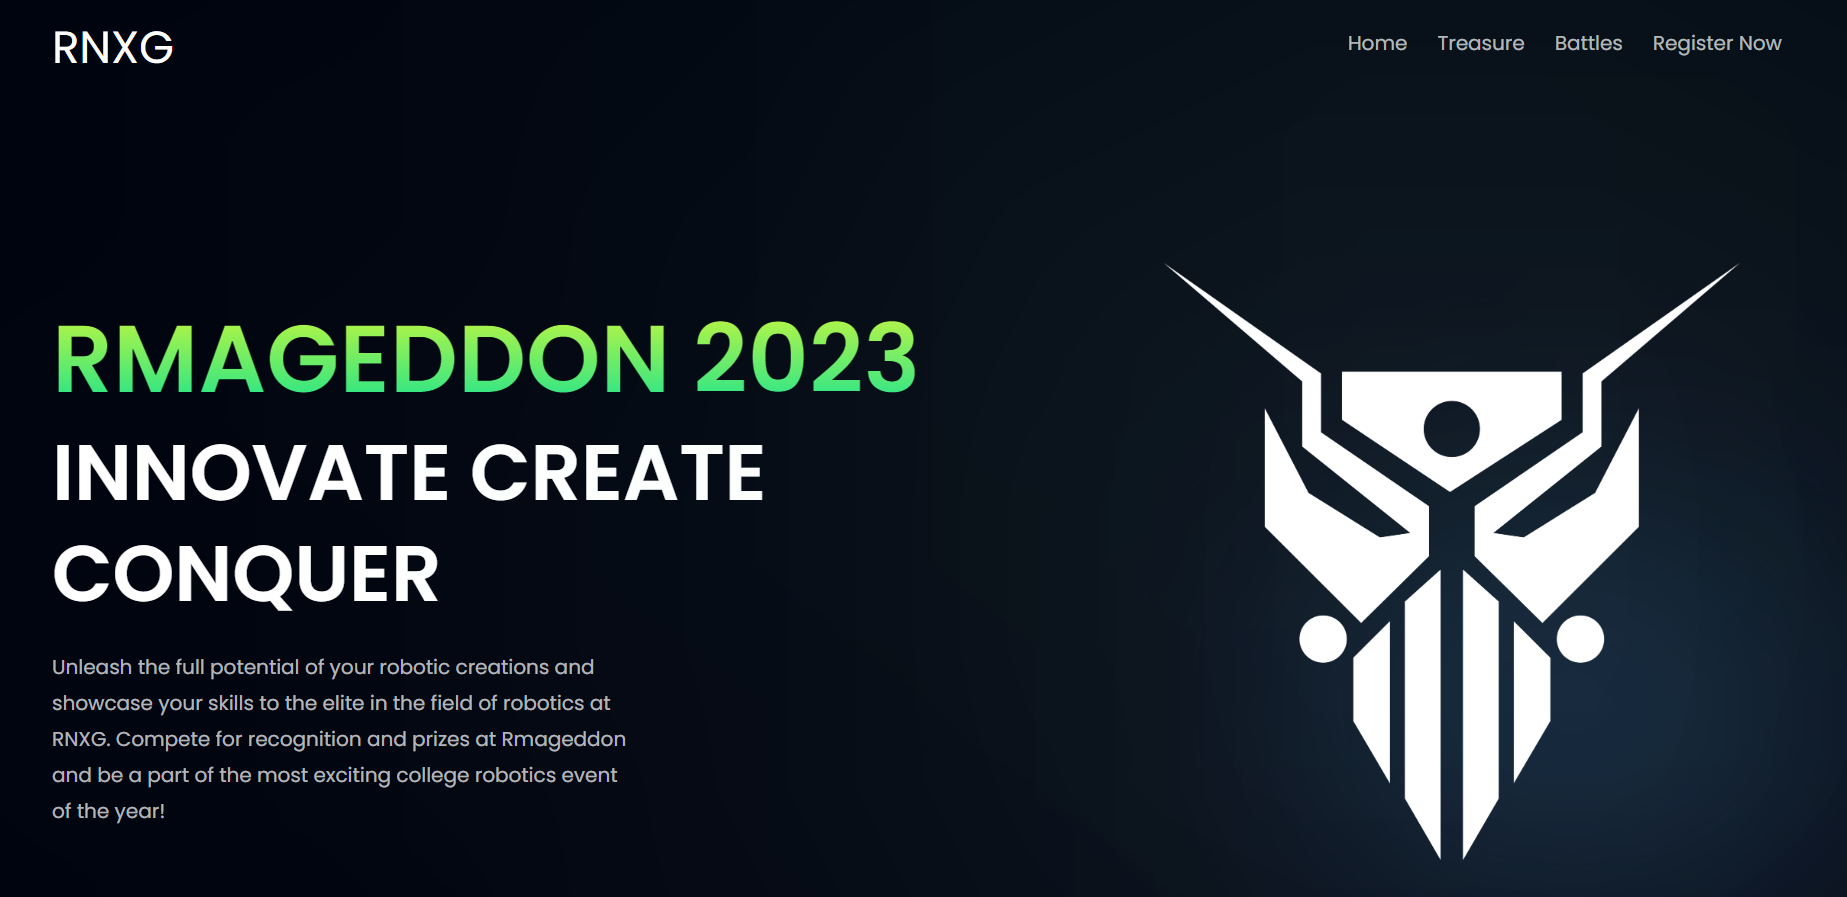 RNXG
Home Treasure Battles Register Now
RMAGEDDON 2023
INNOVATE CREATE
CONQUER
Unleash the full potential of your robotic creations and
showcase your skills to the elite in the field of robotics at
RNXG. Compete for recognition and prizes at Rmageddon
and be a part of the most exciting college robotics event
of the year!